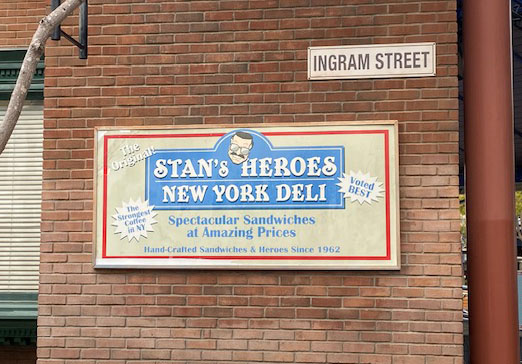 INGRAM STREET
The
Original!
STAN'S HEROES
NEW YORK DELI
Voted
BEST
The
Strongest
Coffee
in NY
Spectacular Sandwiches
at Amazing Prices
Hand-Crafted Sandwiches & Heroes Since 1962